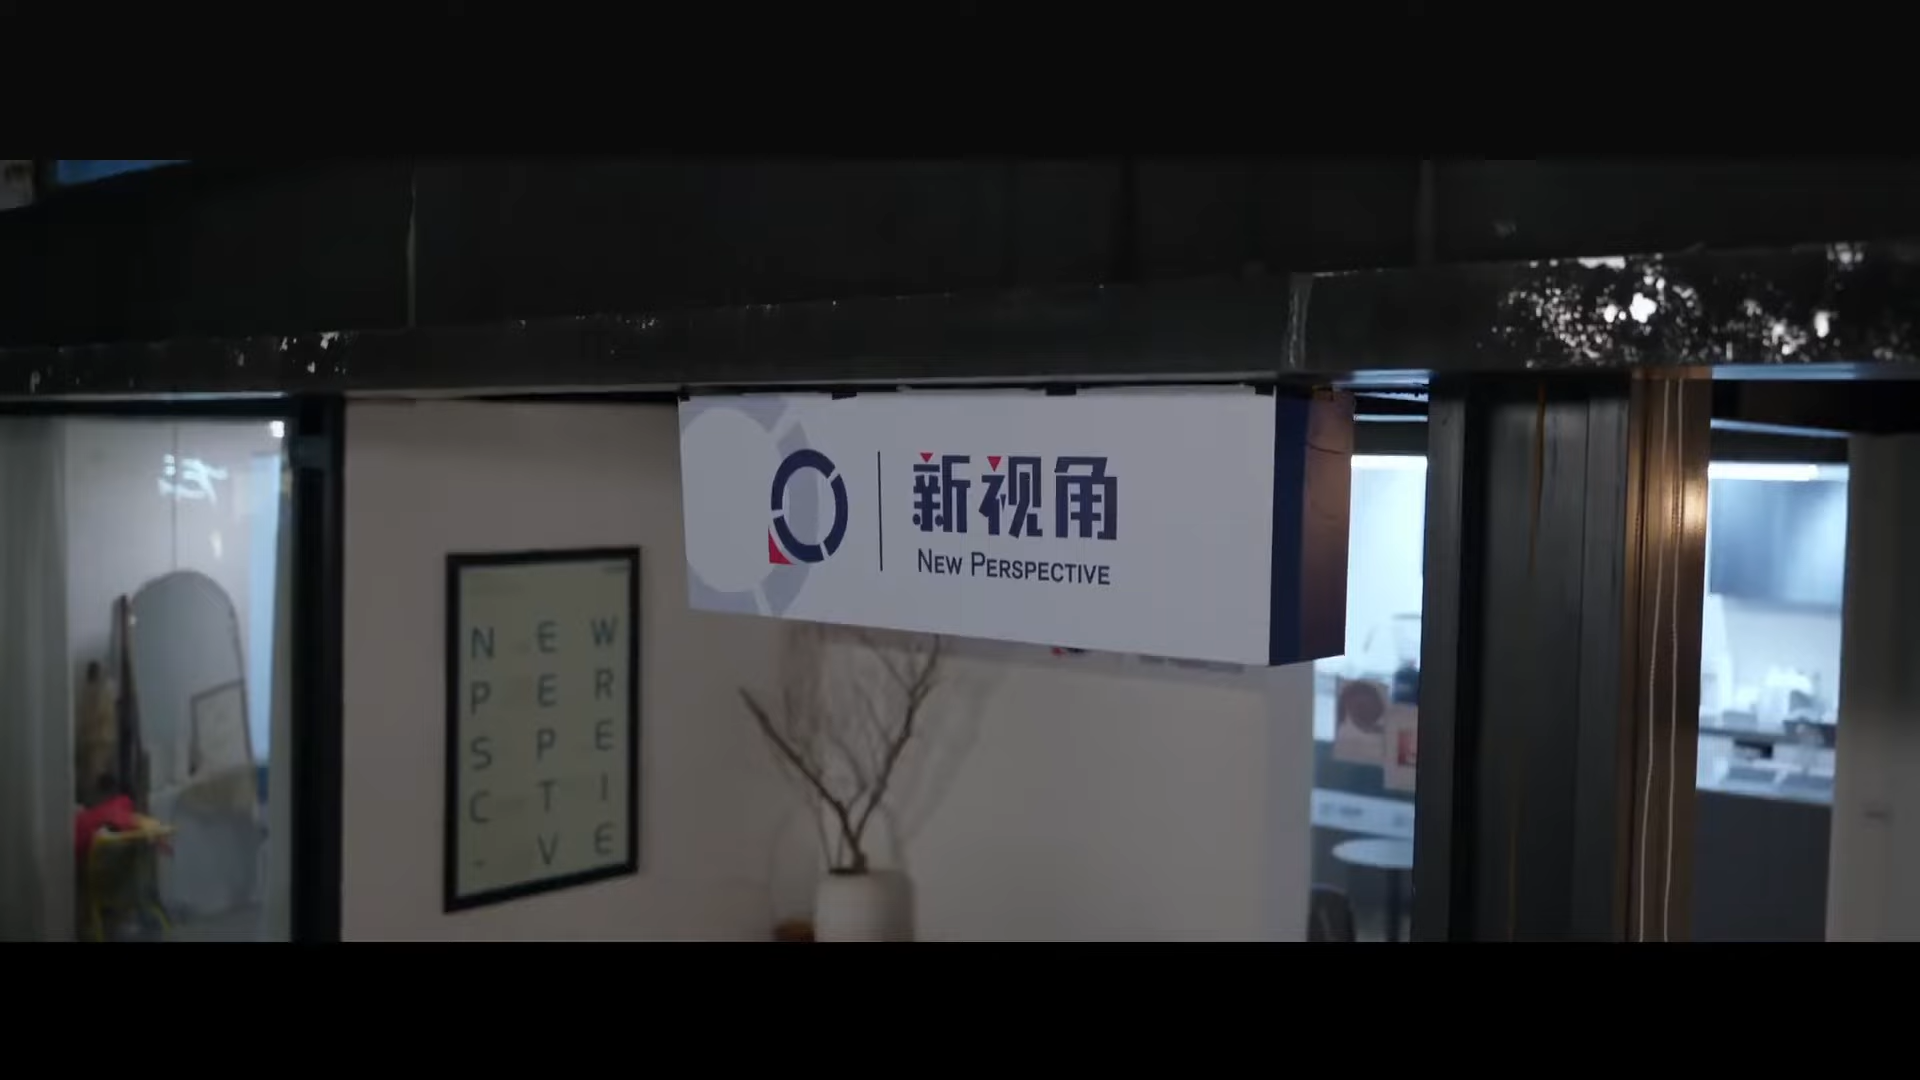 新视角
NEW PERSPECTIVE
N E W
P E R
S P E
C T I
- V E